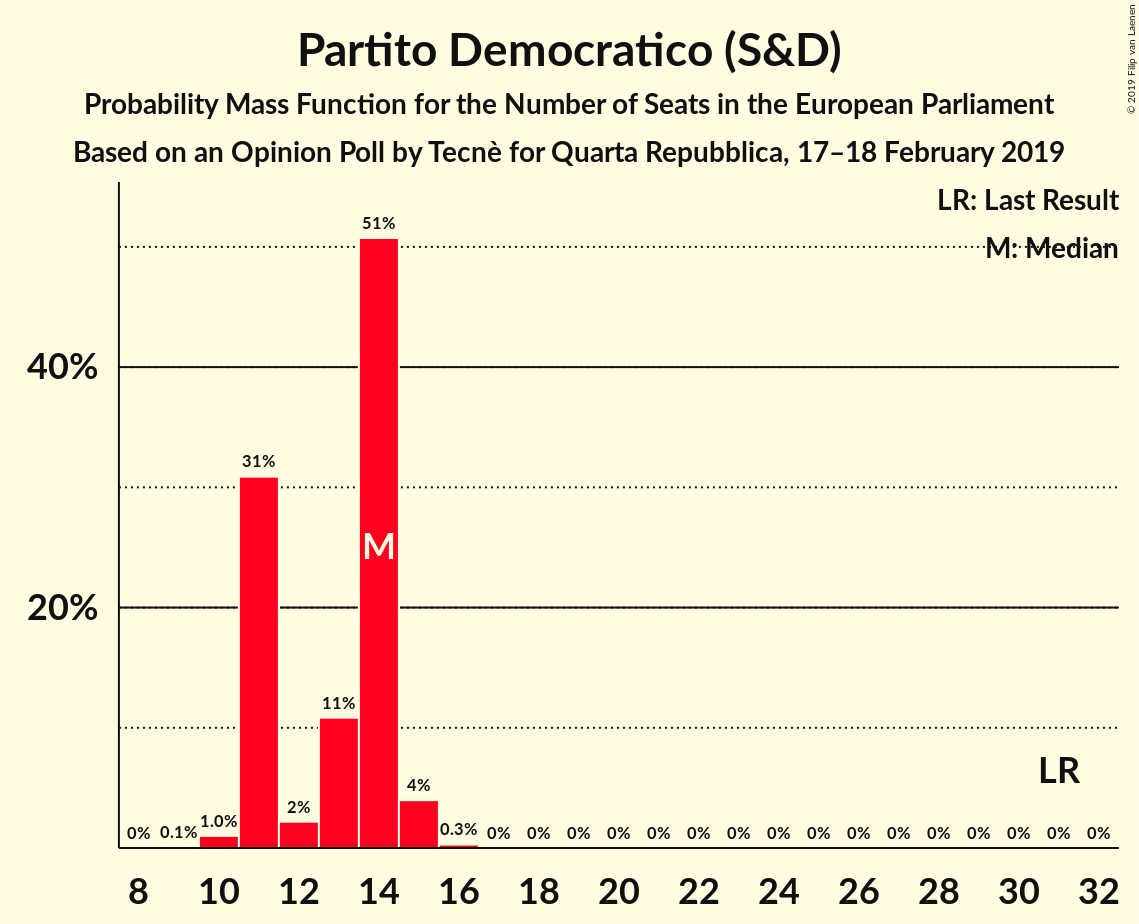 Partito Democratico (S&D)
Probability Mass Function for the Number of Seats in the European Parliament
Based on an Opinion Poll by Tecnè for Quarta Repubblica, 17–18 February 2019
© 2019 Filip van Laenen
LR: Last Result
M: Median
51%
40%
31%
M
20%
11%
LR
4%
2%
1.0%
0% 0.1% 0.3% 0% 0% 0% 0% 0% 0% 0% 0% 0% 0% 0% 0% 0% 0% 0% 0%
8 10 12 14 16 18 20 22 24 26 28 30 32